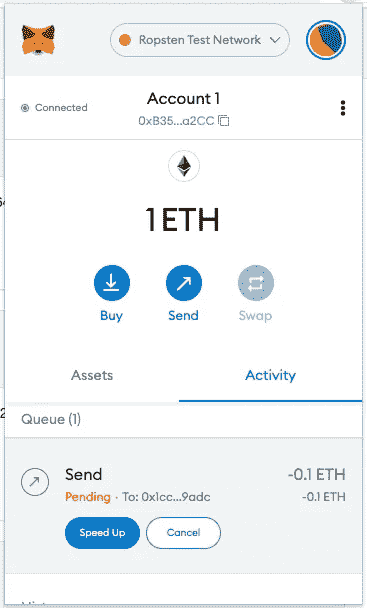 Ropsten Test Network
Connected
Account 1
0xB35...a2CC
1 ETH
Buy
Send
Swap
Assets
Activity
Queue (1)
Send
-0.1 ETH
Pending · To: 0x1cc...9adc
-0.1 ETH
Speed Up
Cancel